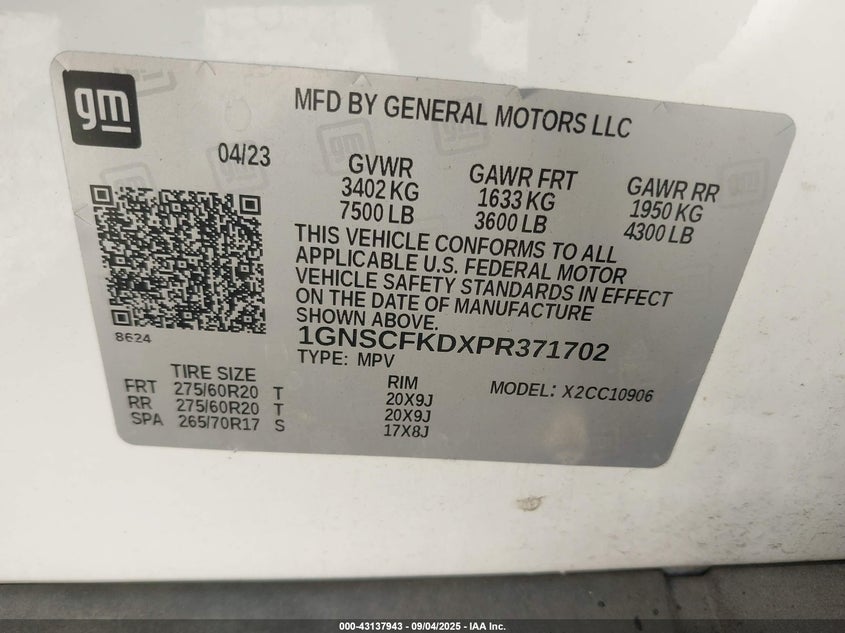 gm
MFD BY GENERAL MOTORS LLC
04/23
GVWR
3402 KG
7500 LB
GAWR FRT
1633 KG
3600 LB
GAWR RR
1950 KG
4300 LB
THIS VEHICLE CONFORMS TO ALL
APPLICABLE U.S. FEDERAL MOTOR
VEHICLE SAFETY STANDARDS IN EFFECT
ON THE DATE OF MANUFACTURE
SHOWN ABOVE.
8624
1GNSCFKDXPR371702
TYPE: MPV
MODEL: X2CC10906
TIRE SIZE
FRT 275/60R20 T
RR 275/60R20 T
SPA 265/70R17 S
RIM
20X9J
20X9J
17X8J
000-43137943 - 09/04/2025 - IAA Inc.